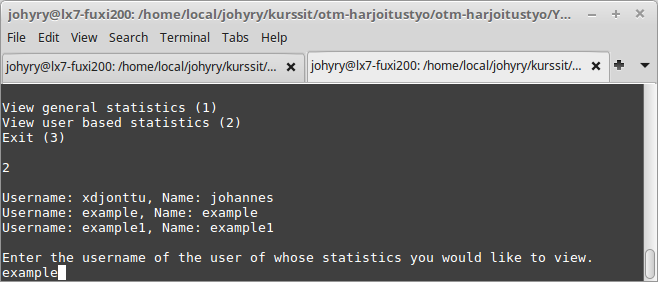 johyry@lx7-fuxi200: /home/local/johyry/kurssit/otm-harjoitustyo/otm-harjoitustyo/Y...
File Edit View Search Terminal Tabs Help
johyry@lx7-fuxi200: /home/local/johyry/kurssit/... johyry@lx7-fuxi200: /home/local/johyry/kurssit/...
View general statistics (1)
View user based statistics (2)
Exit (3)
2
Username: xdjonttu, Name: johannes
Username: example, Name: example
Username: example1, Name: example1
Enter the username of the user of whose statistics you would like to view.
example